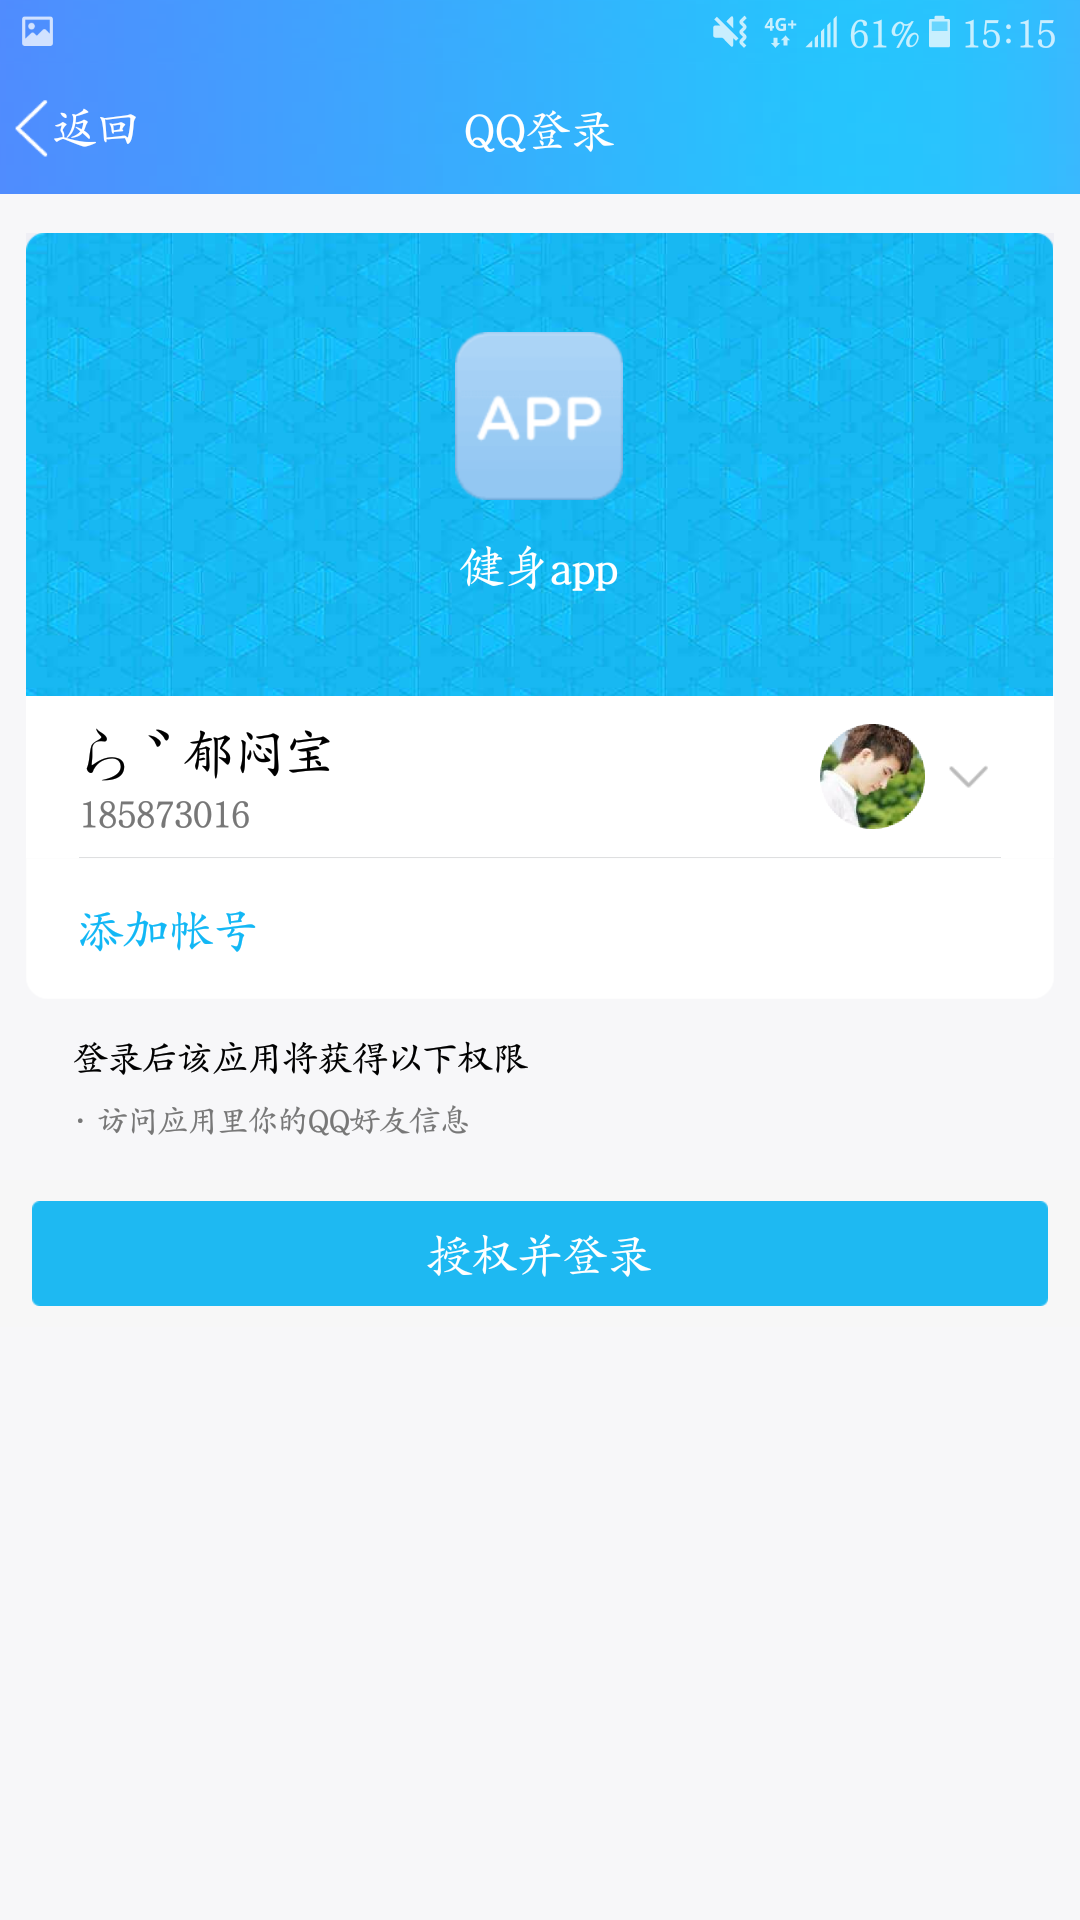 4G+ 61% 15:15
返回 QQ登录
APP
健身app
らﾞ郁闷宝
185873016
添加帐号
登录后该应用将获得以下权限
· 访问应用里你的QQ好友信息
授权并登录